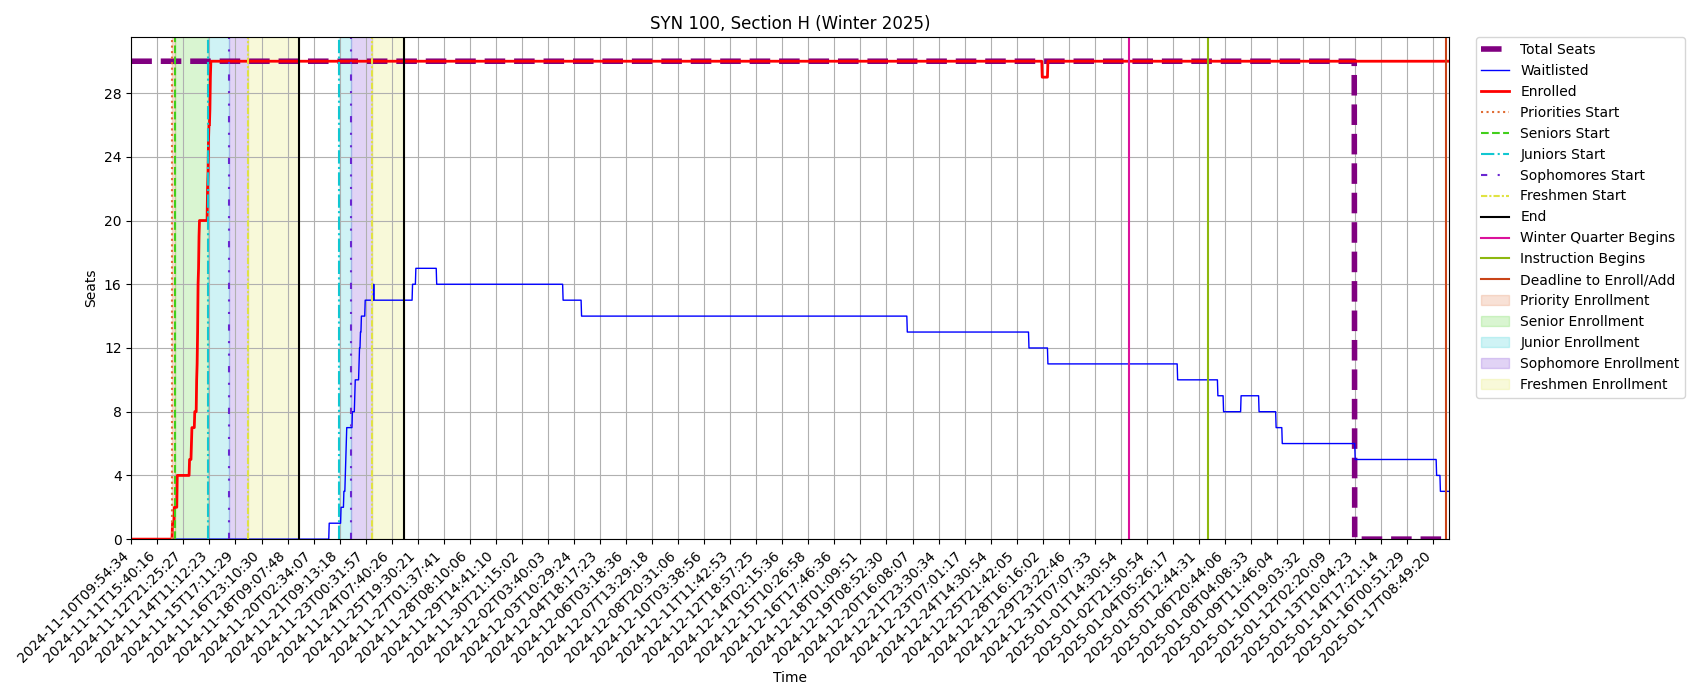 SYN 100, Section H (Winter 2025)
Seats
28
24
20
16
12
8
4
0
2024-11-10T09:54:34
2024-11-11T15:40:16
2024-11-12T21:25:27
2024-11-14T11:12:23
2024-11-15T17:11:29
2024-11-16T23:10:30
2024-11-18T09:07:48
2024-11-20T02:34:07
2024-11-21T09:13:18
2024-11-23T00:31:57
2024-11-24T07:40:26
2024-11-25T19:30:21
2024-11-27T01:37:41
2024-11-28T08:10:06
2024-11-29T14:41:10
2024-11-30T21:15:02
2024-12-02T03:40:03
2024-12-03T10:29:24
2024-12-04T18:17:23
2024-12-06T03:18:36
2024-12-07T13:29:18
2024-12-08T20:31:06
2024-12-10T03:38:56
2024-12-11T11:42:53
2024-12-12T18:57:25
2024-12-14T02:15:36
2024-12-15T10:26:58
2024-12-16T17:46:36
2024-12-18T01:09:51
2024-12-19T08:52:30
2024-12-20T16:08:07
2024-12-21T23:30:34
2024-12-23T07:01:17
2024-12-24T14:30:54
2024-12-25T21:42:05
2024-12-28T16:16:02
2024-12-29T23:22:46
2024-12-31T07:07:33
2025-01-01T14:30:54
2025-01-02T21:50:54
2025-01-04T05:26:17
2025-01-05T12:44:31
2025-01-06T20:44:06
2025-01-08T04:08:33
2025-01-09T11:46:04
2025-01-10T19:03:32
2025-01-12T02:20:09
2025-01-13T10:04:23
2025-01-14T17:21:14
2025-01-16T00:51:29
2025-01-17T08:49:20
Time
Total Seats
Waitlisted
Enrolled
Priorities Start
Seniors Start
Juniors Start
Sophomores Start
Freshmen Start
End
Winter Quarter Begins
Instruction Begins
Deadline to Enroll/Add
Priority Enrollment
Senior Enrollment
Junior Enrollment
Sophomore Enrollment
Freshmen Enrollment